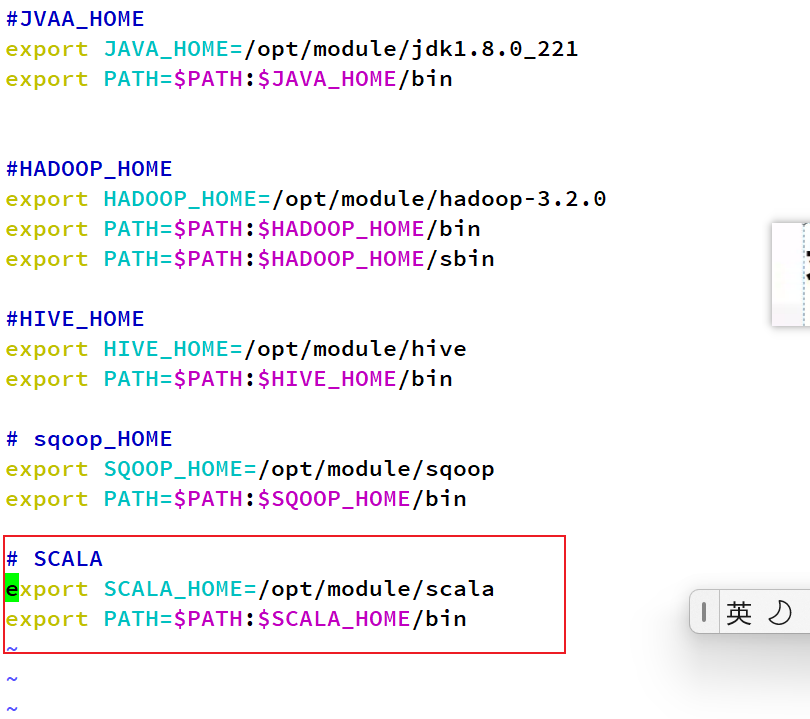 #JVAA_HOME
export JAVA_HOME=/opt/module/jdk1.8.0_221
export PATH=$PATH:$JAVA_HOME/bin
#HADOOP_HOME
export HADOOP_HOME=/opt/module/hadoop-3.2.0
export PATH=$PATH:$HADOOP_HOME/bin
export PATH=$PATH:$HADOOP_HOME/sbin
#HIVE_HOME
export HIVE_HOME=/opt/module/hive
export PATH=$PATH:$HIVE_HOME/bin
# sqoop_HOME
export SQOOP_HOME=/opt/module/sqoop
export PATH=$PATH:$SQOOP_HOME/bin
# SCALA
export SCALA_HOME=/opt/module/scala
export PATH=$PATH:$SCALA_HOME/bin
~
~
~
英